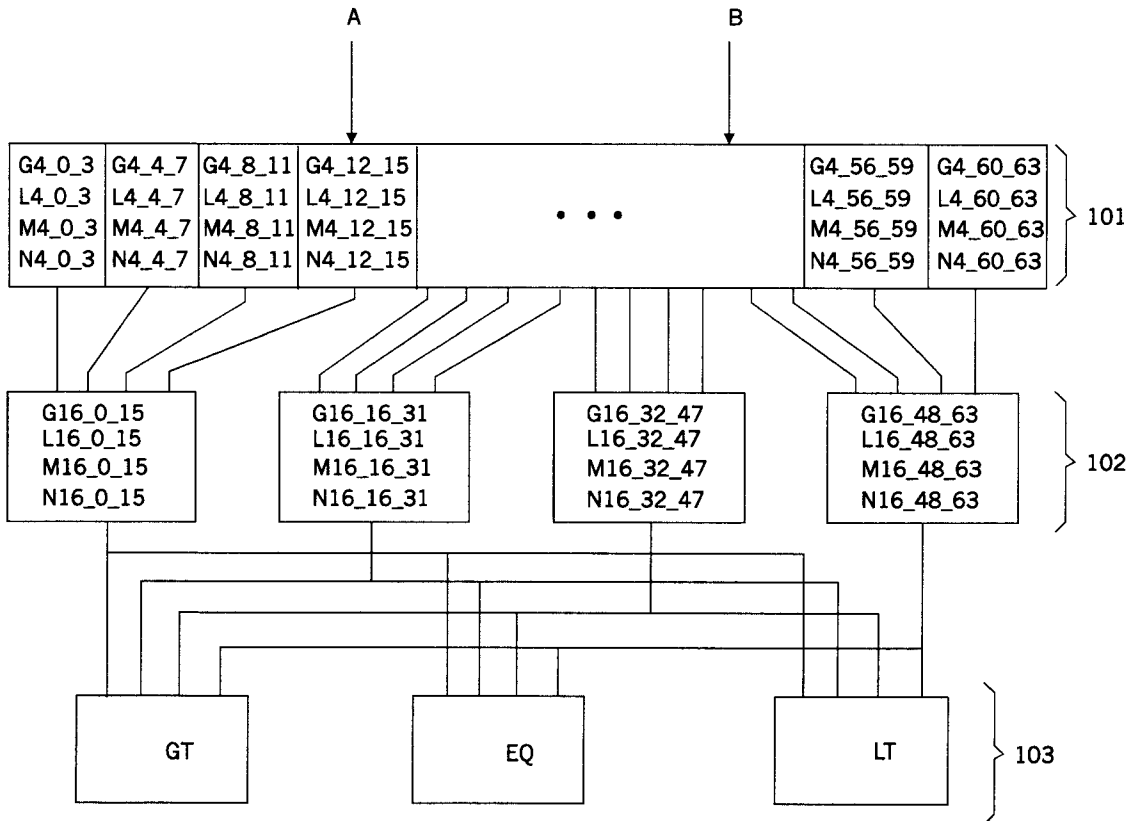 A B
G4_0_3 G4_4_7 G4_8_11 G4_12_15 G4_56_59 G4_60_63
L4_0_3 L4_4_7 L4_8_11 L4_12_15 L4_56_59 L4_60_63
M4_0_3 M4_4_7 M4_8_11 M4_12_15 • • • M4_56_59 M4_60_63
N4_0_3 N4_4_7 N4_8_11 N4_12_15 N4_56_59 N4_60_63
101
G16_0_15 G16_16_31 G16_32_47 G16_48_63
L16_0_15 L16_16_31 L16_32_47 L16_48_63
M16_0_15 M16_16_31 M16_32_47 M16_48_63
N16_0_15 N16_16_31 N16_32_47 N16_48_63
102
GT EQ LT
103